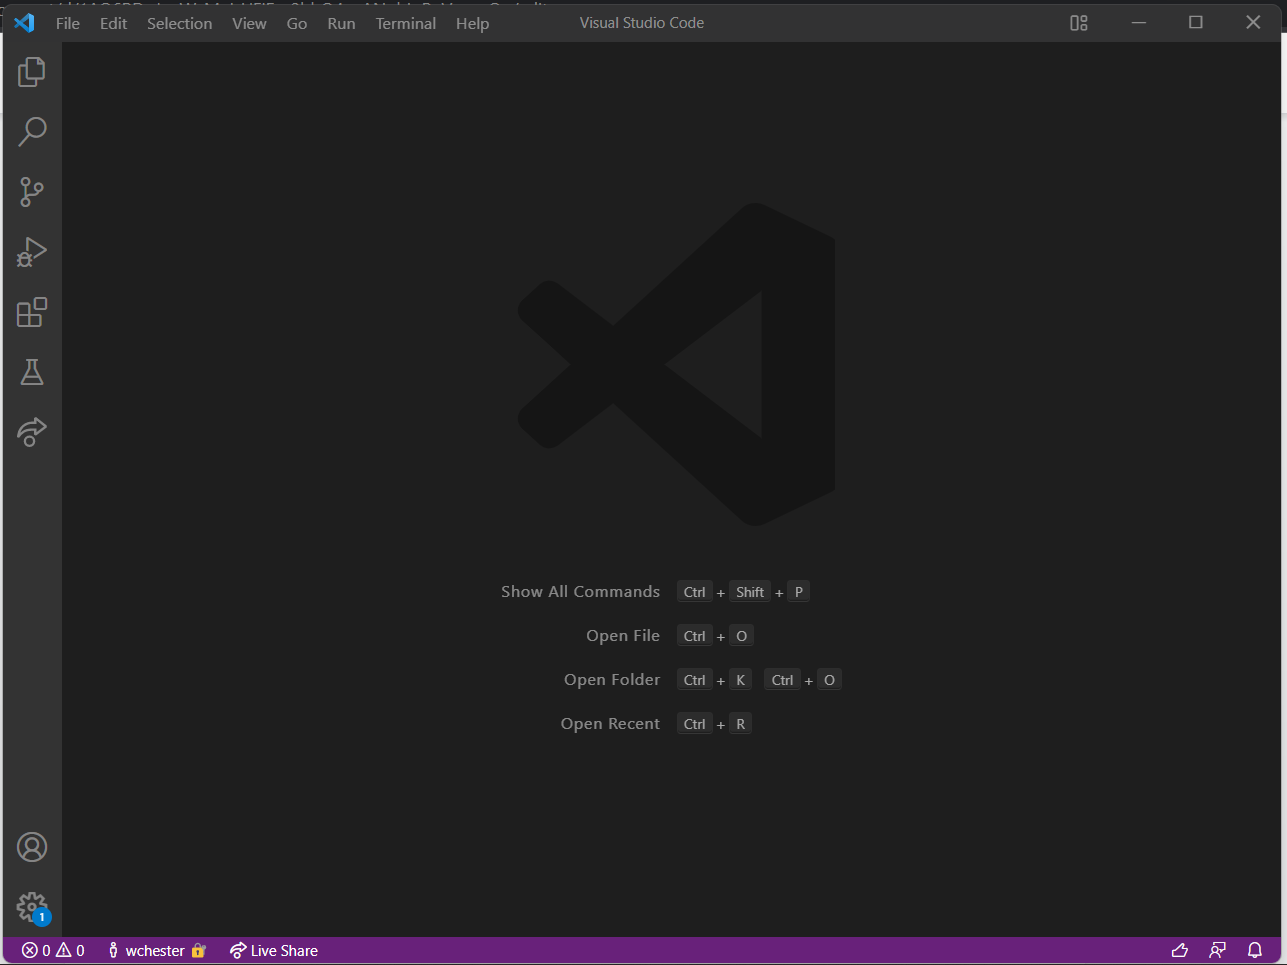 File Edit Selection View Go Run Terminal Help Visual Studio Code
Show All Commands Ctrl + Shift + P
Open File Ctrl + O
Open Folder Ctrl + K Ctrl + O
Open Recent Ctrl + R
1
0 0 wchester Live Share